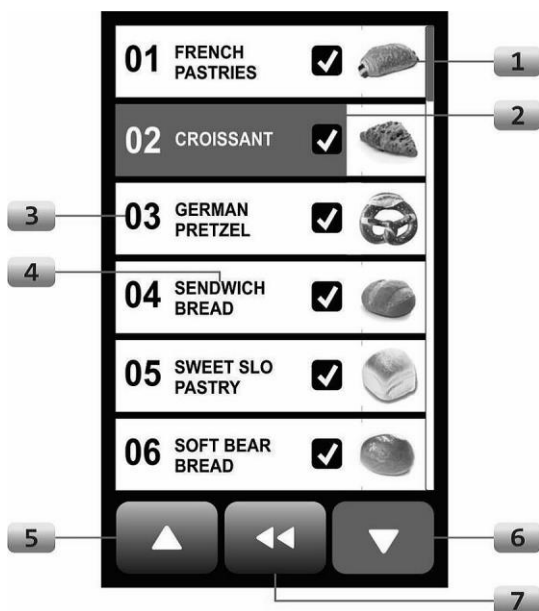 01 FRENCH
PASTRIES
1
2
02 CROISSANT
3
03 GERMAN
PRETZEL
4
04 SENDWICH
BREAD
05 SWEET SLO
PASTRY
06 SOFT BEAR
BREAD
5
6
7